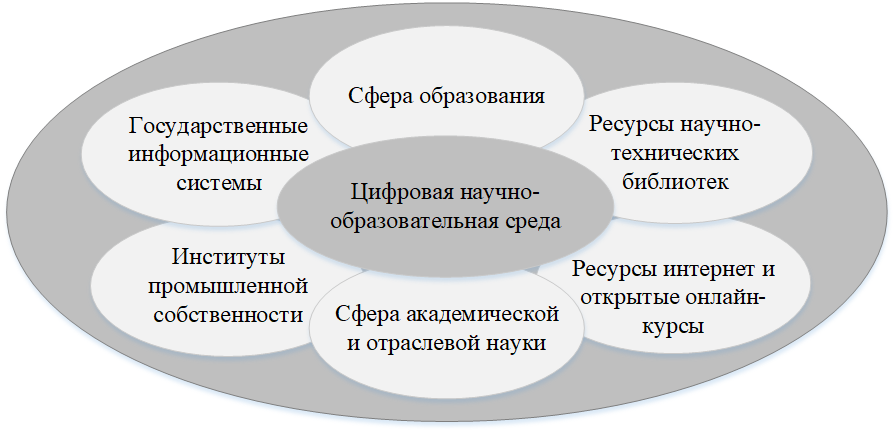 Сфера образования
Государственные
информационные
системы
Ресурсы научно-
технических
библиотек
Цифровая научно-
образовательная среда
Институты
промышленной
собственности
Ресурсы интернет и
открытые онлайн-
курсы
Сфера академической
и отраслевой науки